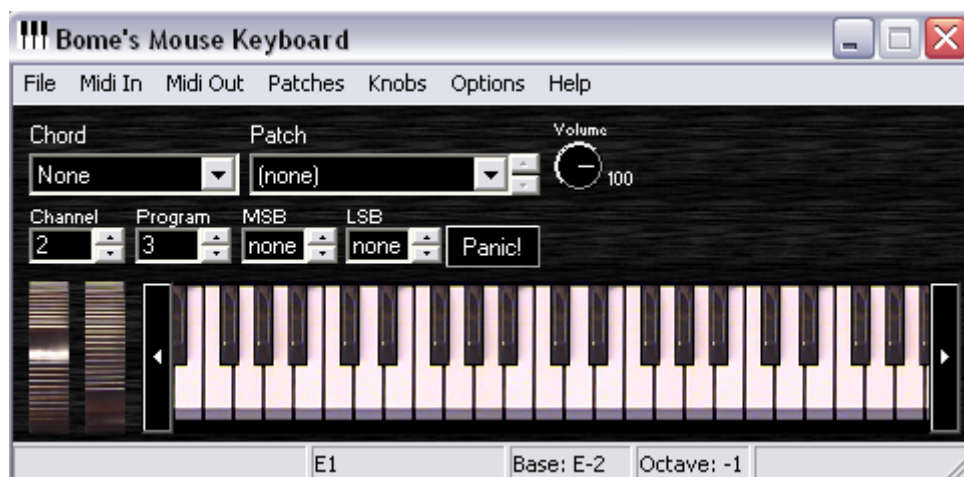 Bome's Mouse Keyboard
File Midi In Midi Out Patches Knobs Options Help
Chord Patch Volume
None (none) 100
Channel Program MSB LSB
2 3 none none Panic!
E1 Base: E-2 Octave: -1